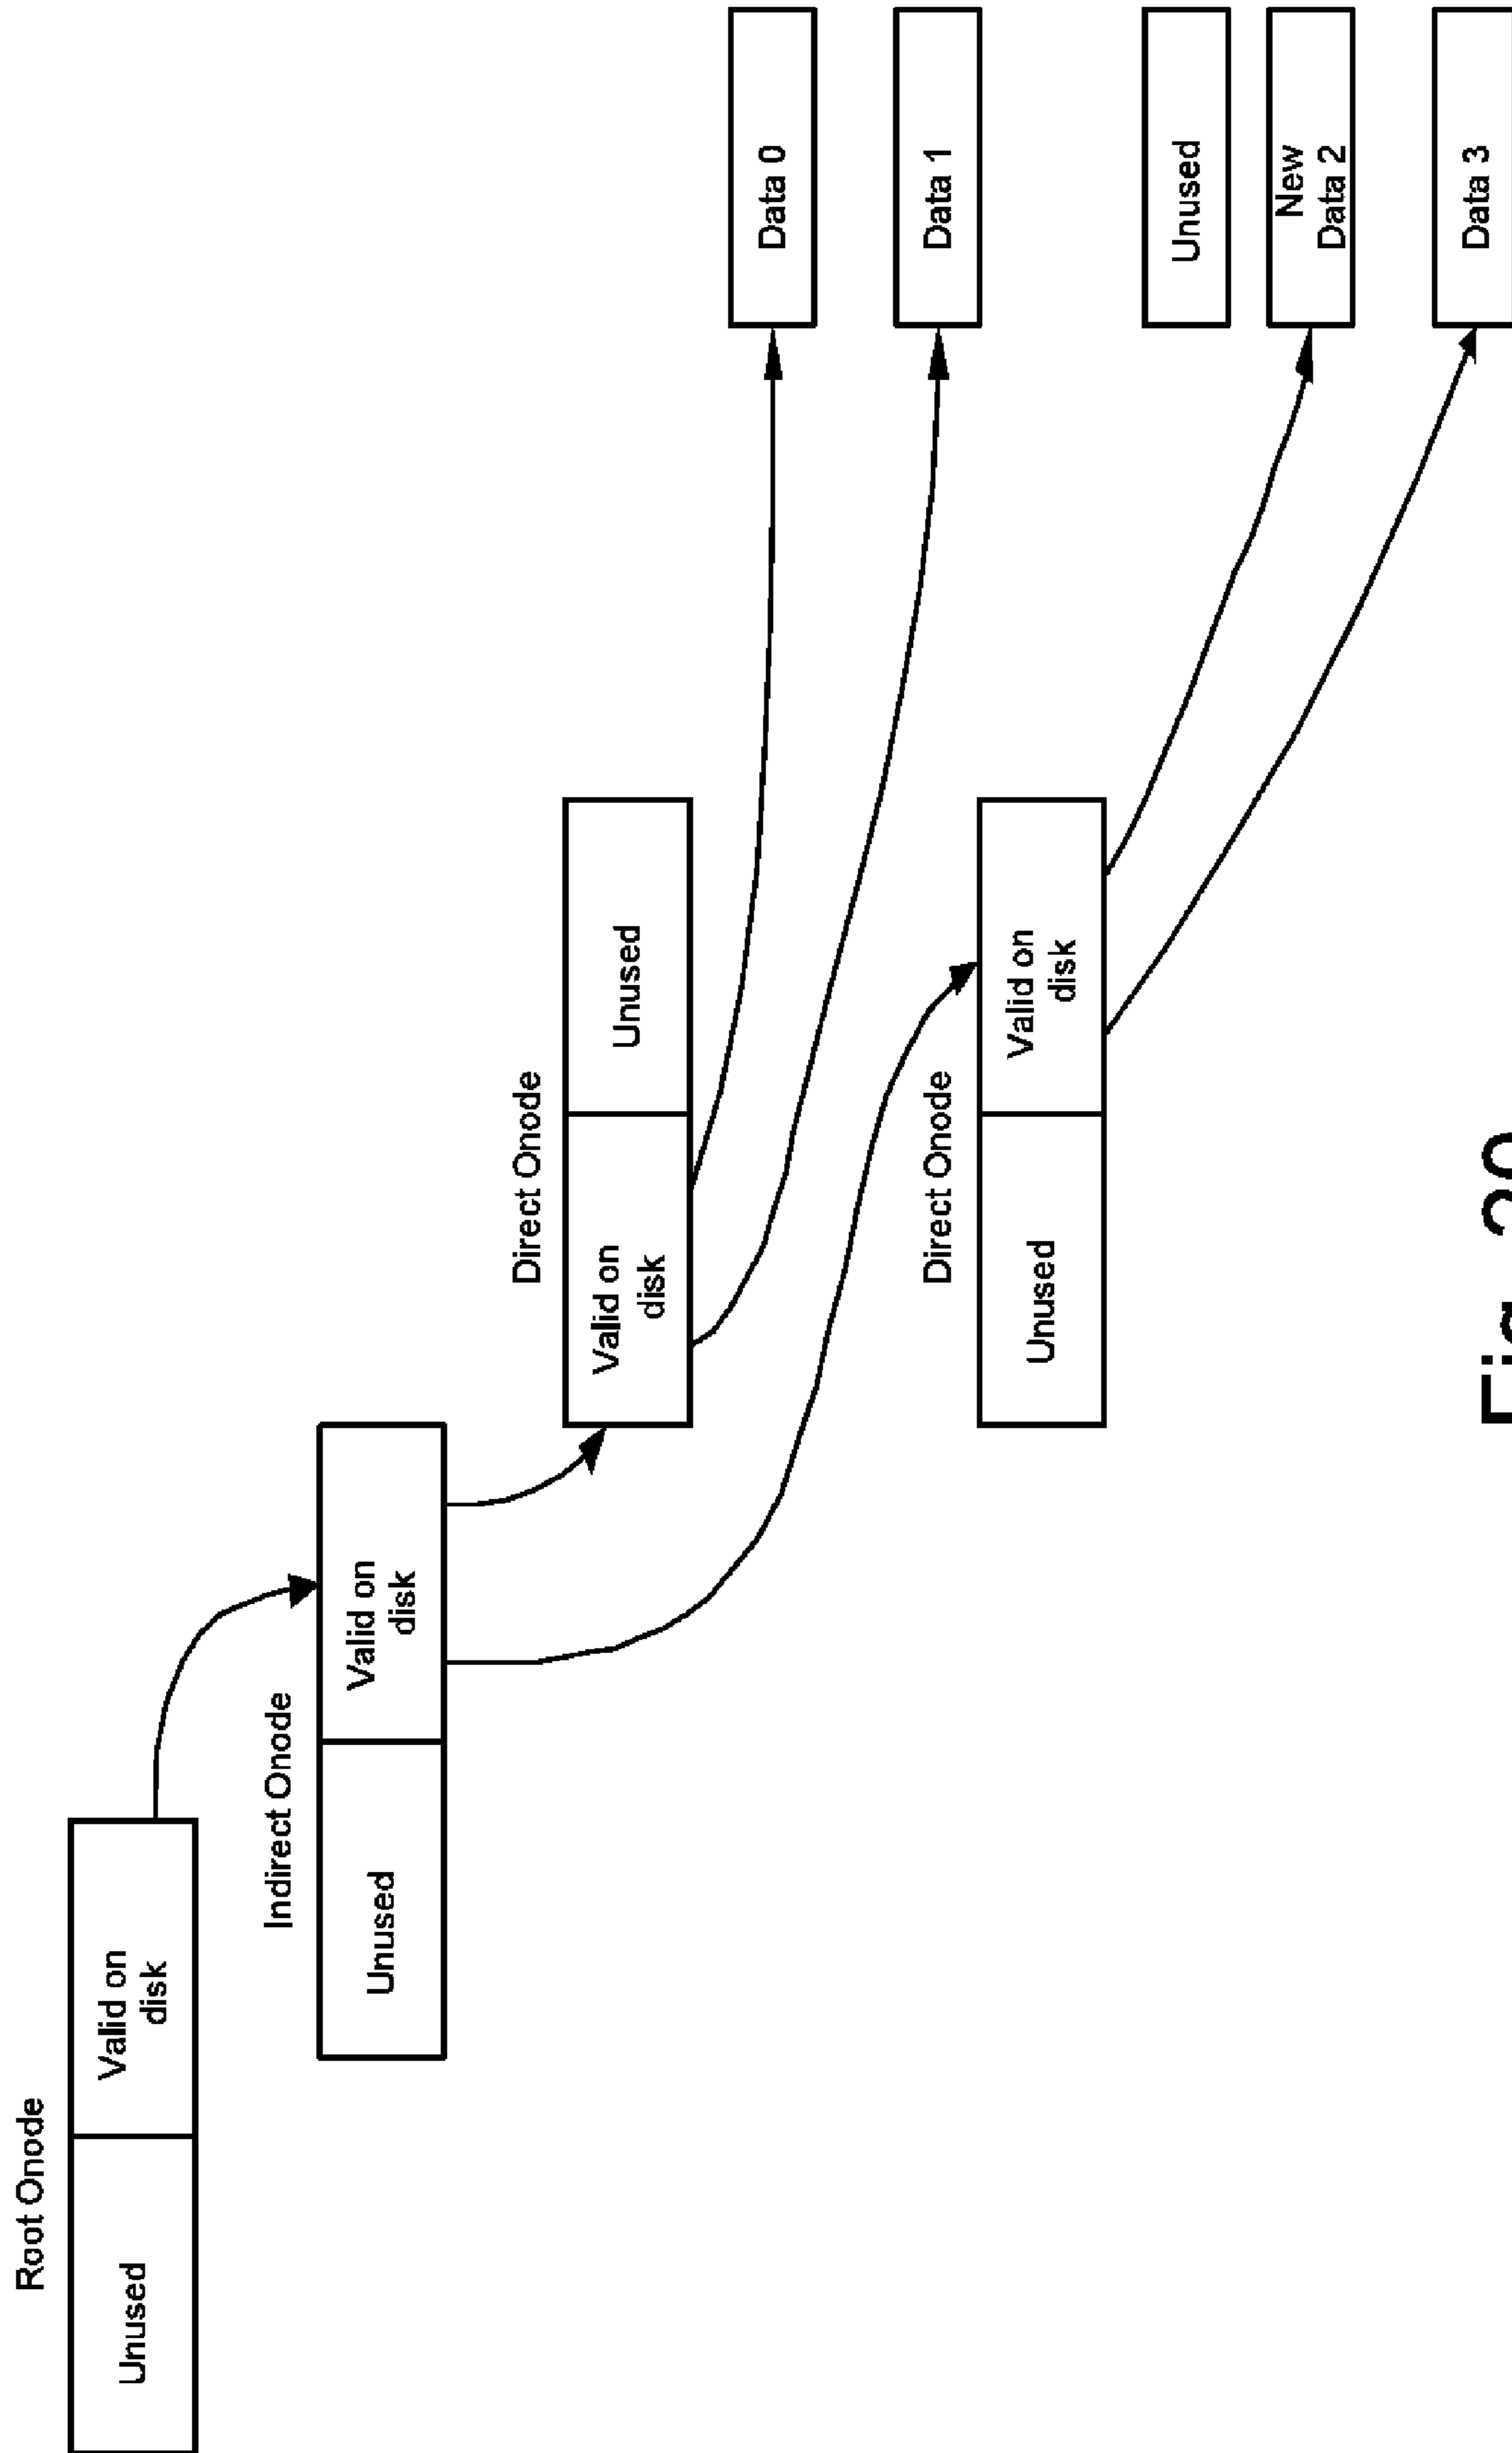 Root Onode
Unused
Valid on
disk
Indirect Onode
Unused
Valid on
disk
Direct Onode
Valid on
disk
Unused
Data 0
Data 1
Direct Onode
Unused
Valid on
disk
Unused
New
Data 2
Data 3
Fig.